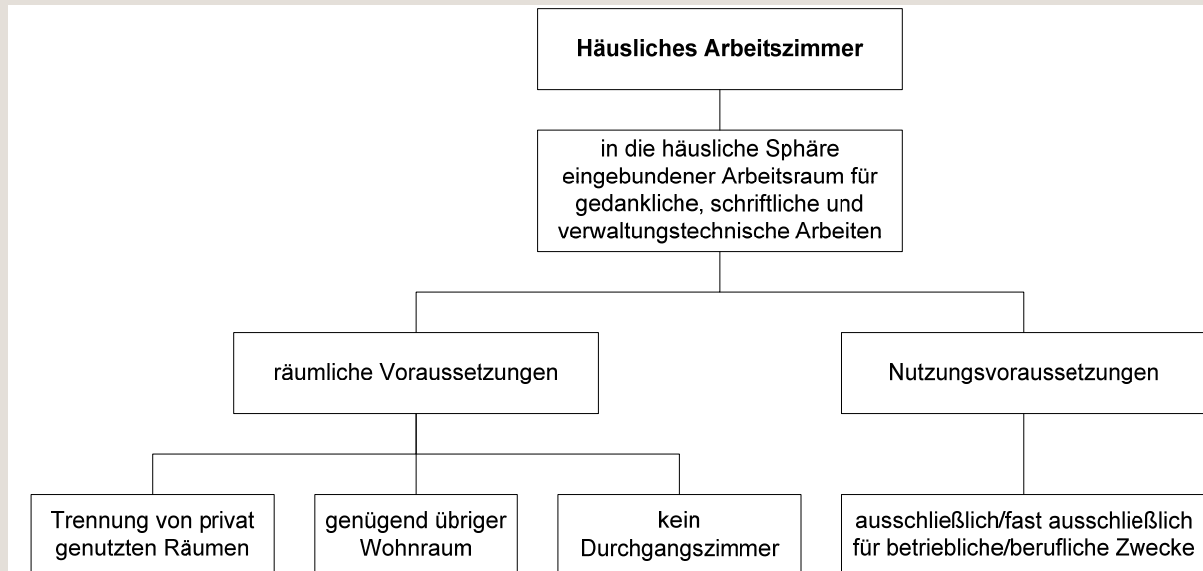 Häusliches Arbeitszimmer
in die häusliche Sphäre
eingebundener Arbeitsraum für
gedankliche, schriftliche und
verwaltungstechnische Arbeiten
räumliche Voraussetzungen
Nutzungsvoraussetzungen
Trennung von privat
genutzten Räumen
genügend übriger
Wohnraum
kein
Durchgangszimmer
ausschließlich/fast ausschließlich
für betriebliche/berufliche Zwecke